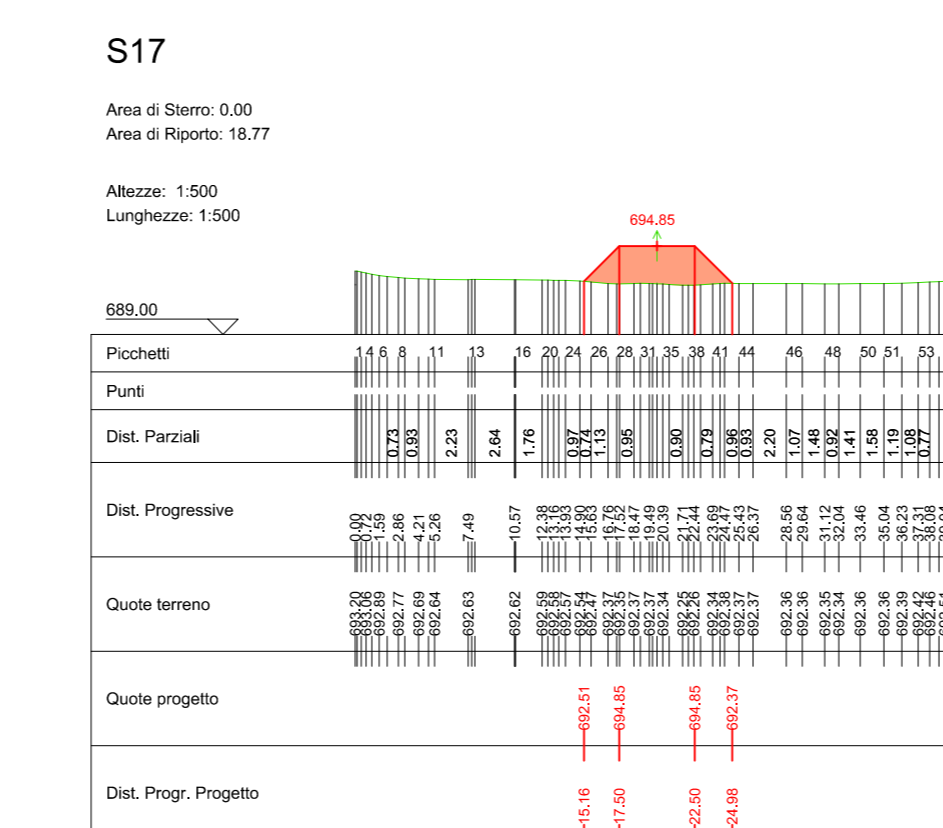 S17
Area di Sterro: 0.00
Area di Riporto: 18.77
Altezze: 1:500
Lunghezze: 1:500
694.85
689.00
Picchetti 1 4 6 8 11 13 16 20 24 26 28 31 35 38 41 44 46 48 50 51 53
Punti
Dist. Parziali 0.73 0.93 2.23 2.64 1.76 0.97 0.74 1.13 0.95 0.90 0.79 0.96 0.93 2.20 1.07 1.48 0.92 1.41 1.58 1.19 1.08 0.77
Dist. Progressive 0.00 0.72 1.59 2.86 4.21 5.26 7.49 10.57 12.38 13.16 13.93 14.90 15.63 16.76 17.52 18.47 19.49 20.39 21.71 22.44 23.69 24.47 25.43 26.37 28.56 29.64 31.12 32.04 33.46 35.04 36.23 37.31 38.08
Quote terreno 693.20 693.06 692.89 692.77 692.69 692.64 692.63 692.62 692.59 692.58 692.57 692.54 692.47 692.37 692.35 692.37 692.37 692.34 692.25 692.26 692.34 692.38 692.37 692.37 692.36 692.36 692.35 692.34 692.36 692.36 692.39 692.42 692.46
Quote progetto 692.51 694.85 694.85 692.37
Dist. Progr. Progetto 15.16 17.50 22.50 24.98